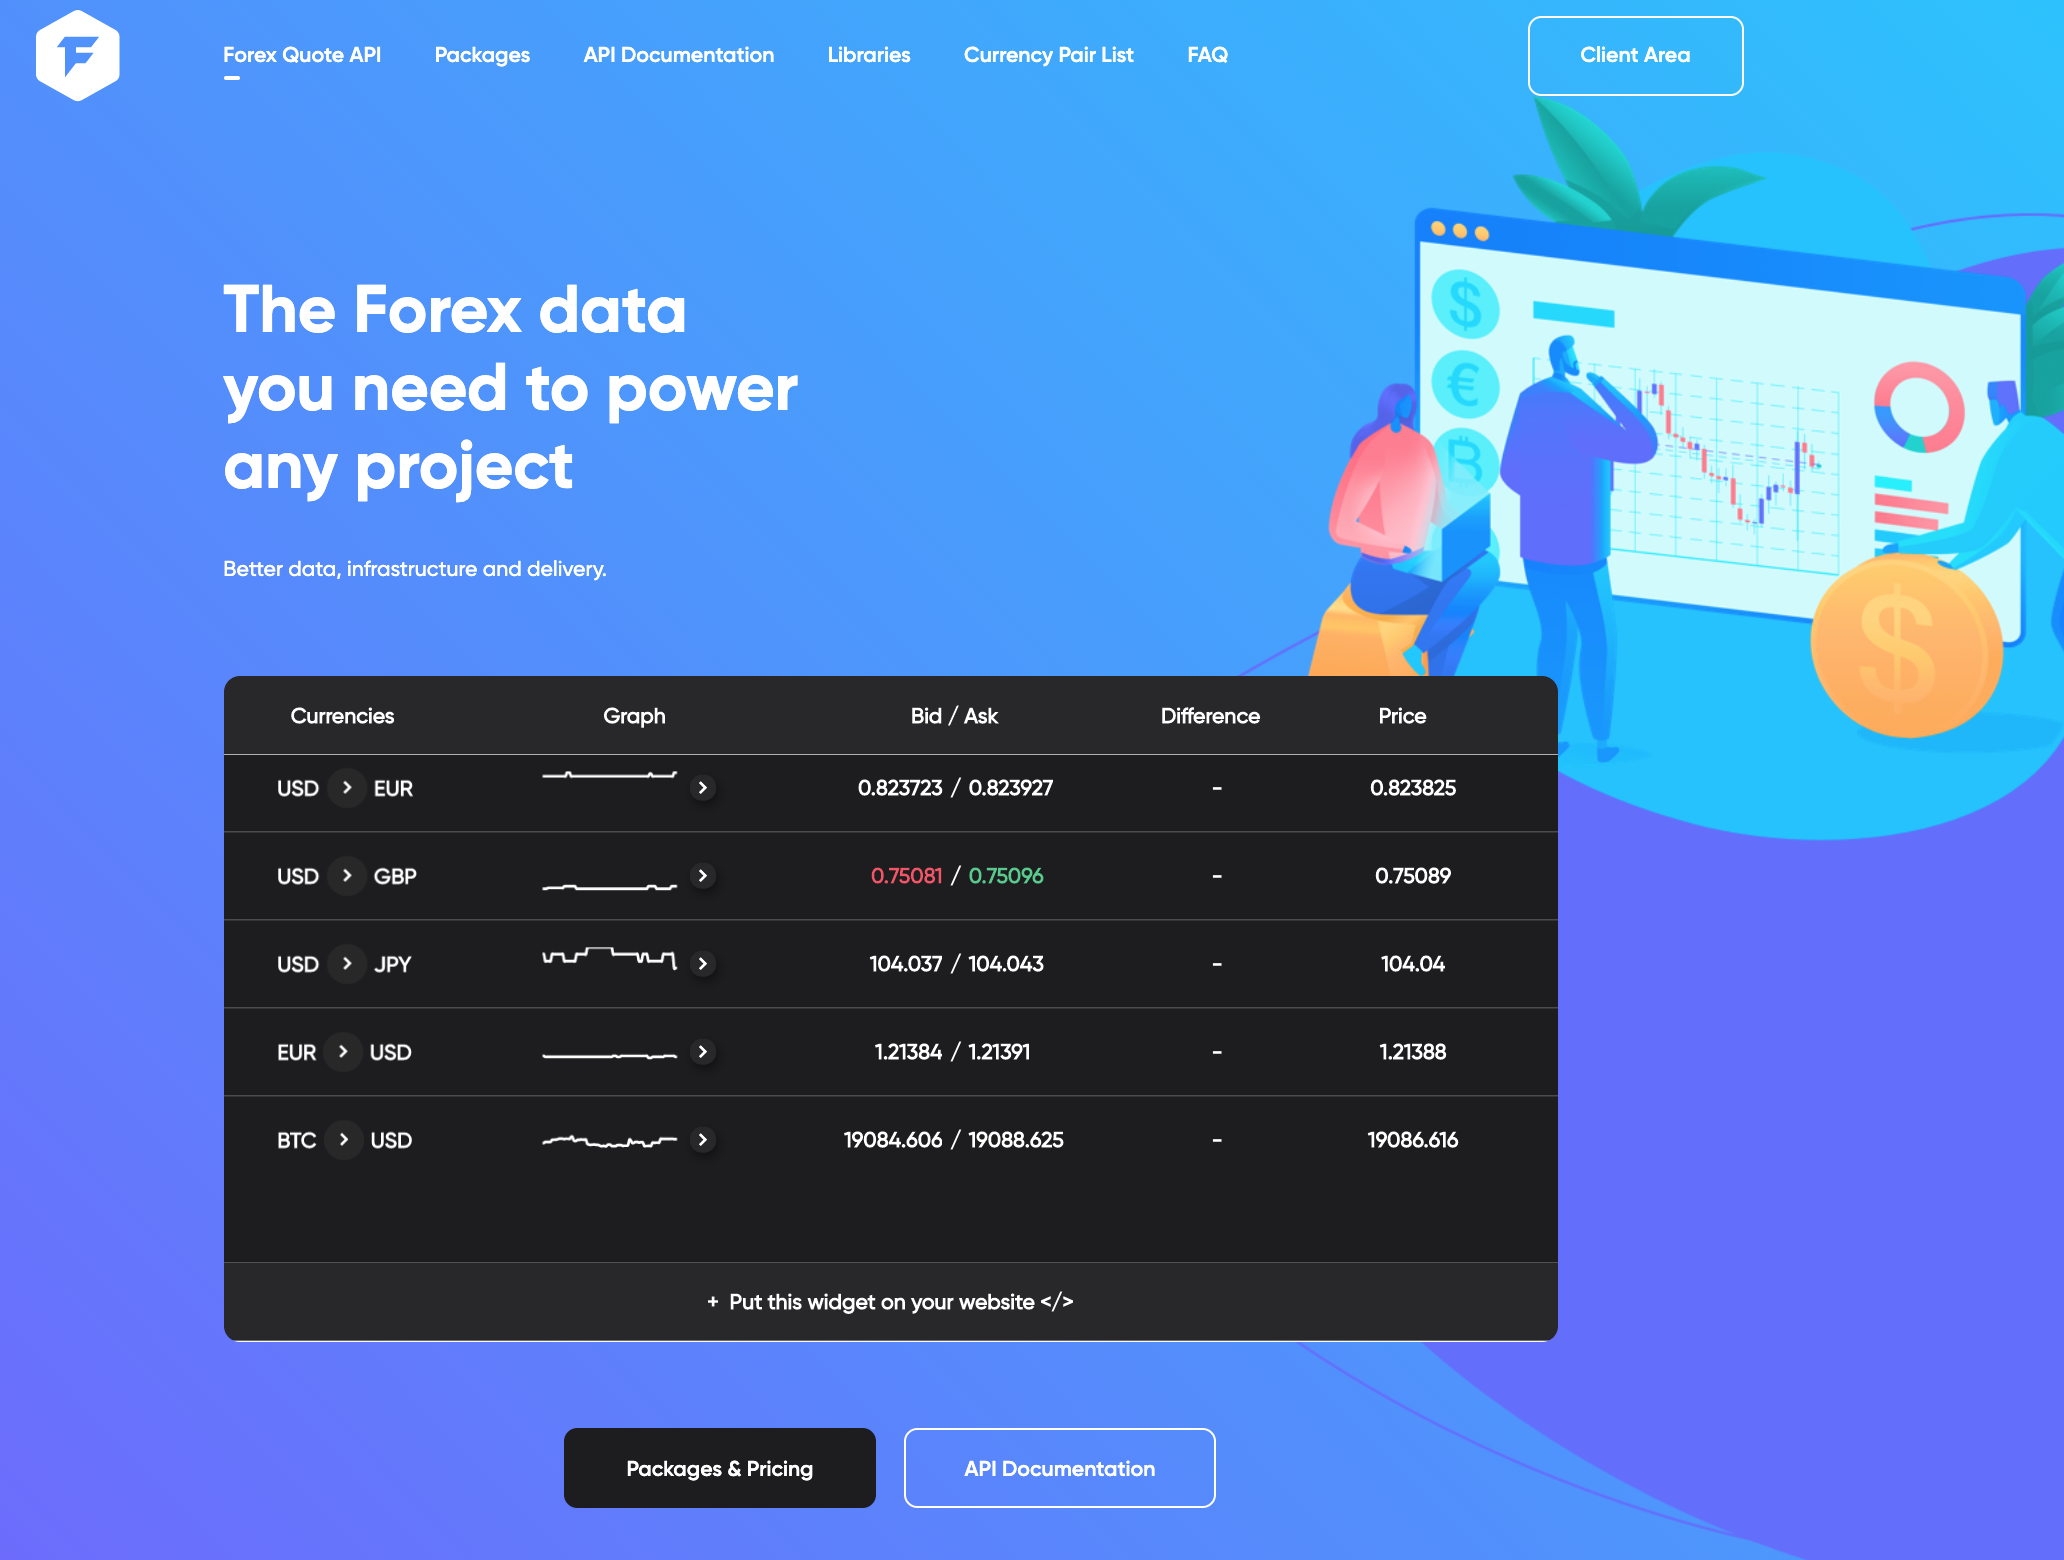 Forex Quote API Packages API Documentation Libraries Currency Pair List FAQ Client Area
The Forex data
you need to power
any project
Better data, infrastructure and delivery.
Currencies Graph Bid / Ask Difference Price
USD EUR 0.823723 / 0.823927 - 0.823825
USD GBP 0.75081 / 0.75096 - 0.75089
USD JPY 104.037 / 104.043 - 104.04
EUR USD 1.21384 / 1.21391 - 1.21388
BTC USD 19084.606 / 19088.625 - 19086.616
+ Put this widget on your website </>
Packages & Pricing API Documentation